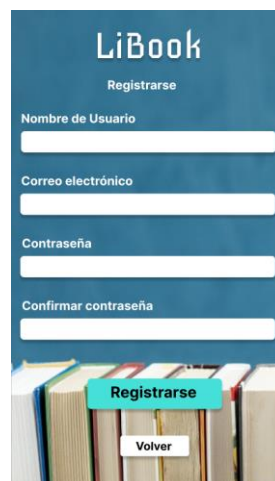 LiBook
Registrarse
Nombre de Usuario
Correo electrónico
Contraseña
Confirmar contraseña
Registrarse
Volver